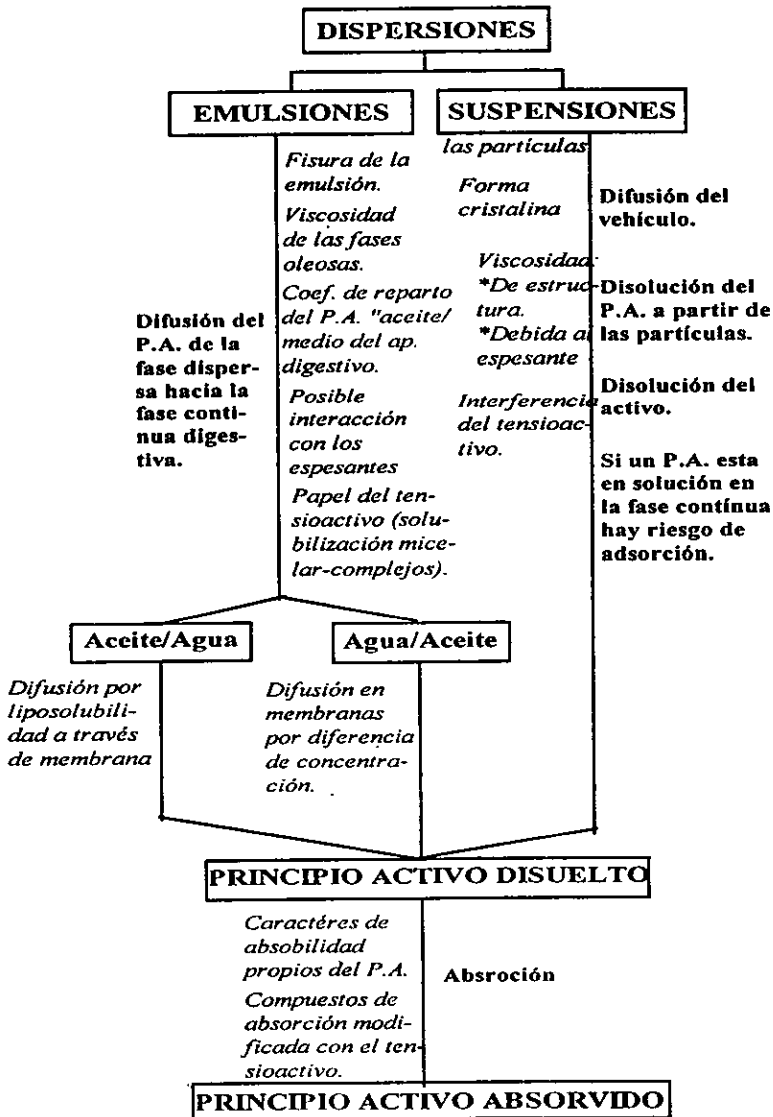 DISPERSIONES
EMULSIONES
SUSPENSIONES
Fisura de la
emulsión.
Viscosidad
de las fases
oleosas.
Coef. de reparto
del P.A. "aceite/
medio del ap.
digestivo.
Posible
interacción
con los
espesantes
Papel del ten-
sioactivo (solu-
bilización mice-
lar-complejos).
Difusión del
P.A. de la
fase disper-
sa hacia la
fase conti-
nua diges-
tiva.
las partículas
Forma
cristalina
Viscosidad:
*De estruc-
tura.
*Debida al
espesante
Interferencia
del tensioac-
tivo.
Difusión del
vehículo.
Disolución del
P.A. a partir de
las partículas.
Disolución del
activo.
Si un P.A. esta
en solución en
la fase contínua
hay riesgo de
adsorción.
Aceite/Agua
Agua/Aceite
Difusión por
liposolubili-
dad a través
de membrana
Difusión en
membranas
por diferencia
de concentra-
ción.
PRINCIPIO ACTIVO DISUELTO
Caractéres de
absobilidad
propios del P.A.
Compuestos de
absorción modi-
ficada con el ten-
sioactivo.
Absroción
PRINCIPIO ACTIVO ABSORVIDO